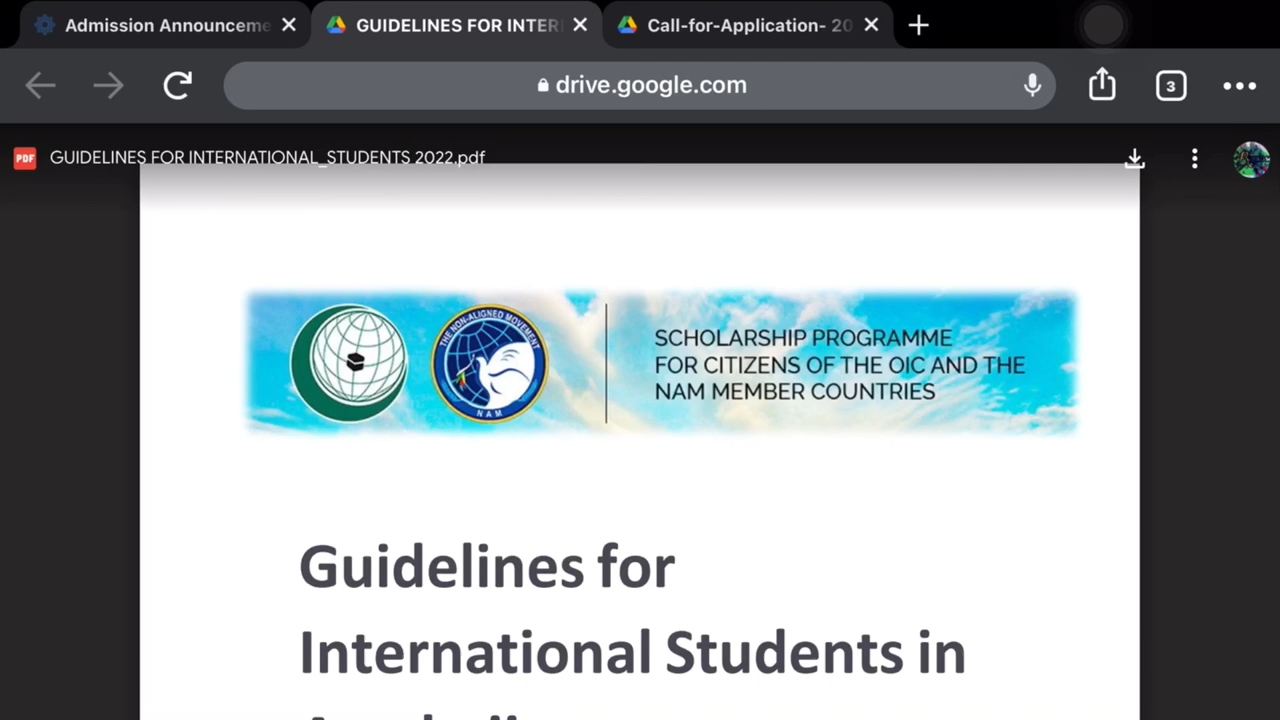 Admission Announceme
GUIDELINES FOR INTER
Call-for-Application- 20
drive.google.com
3
PDF
GUIDELINES FOR INTERNATIONAL_STUDENTS 2022.pdf
THE NON-ALIGNED MOVEMENT
NAM
SCHOLARSHIP PROGRAMME
FOR CITIZENS OF THE OIC AND THE
NAM MEMBER COUNTRIES
Guidelines for
International Students in